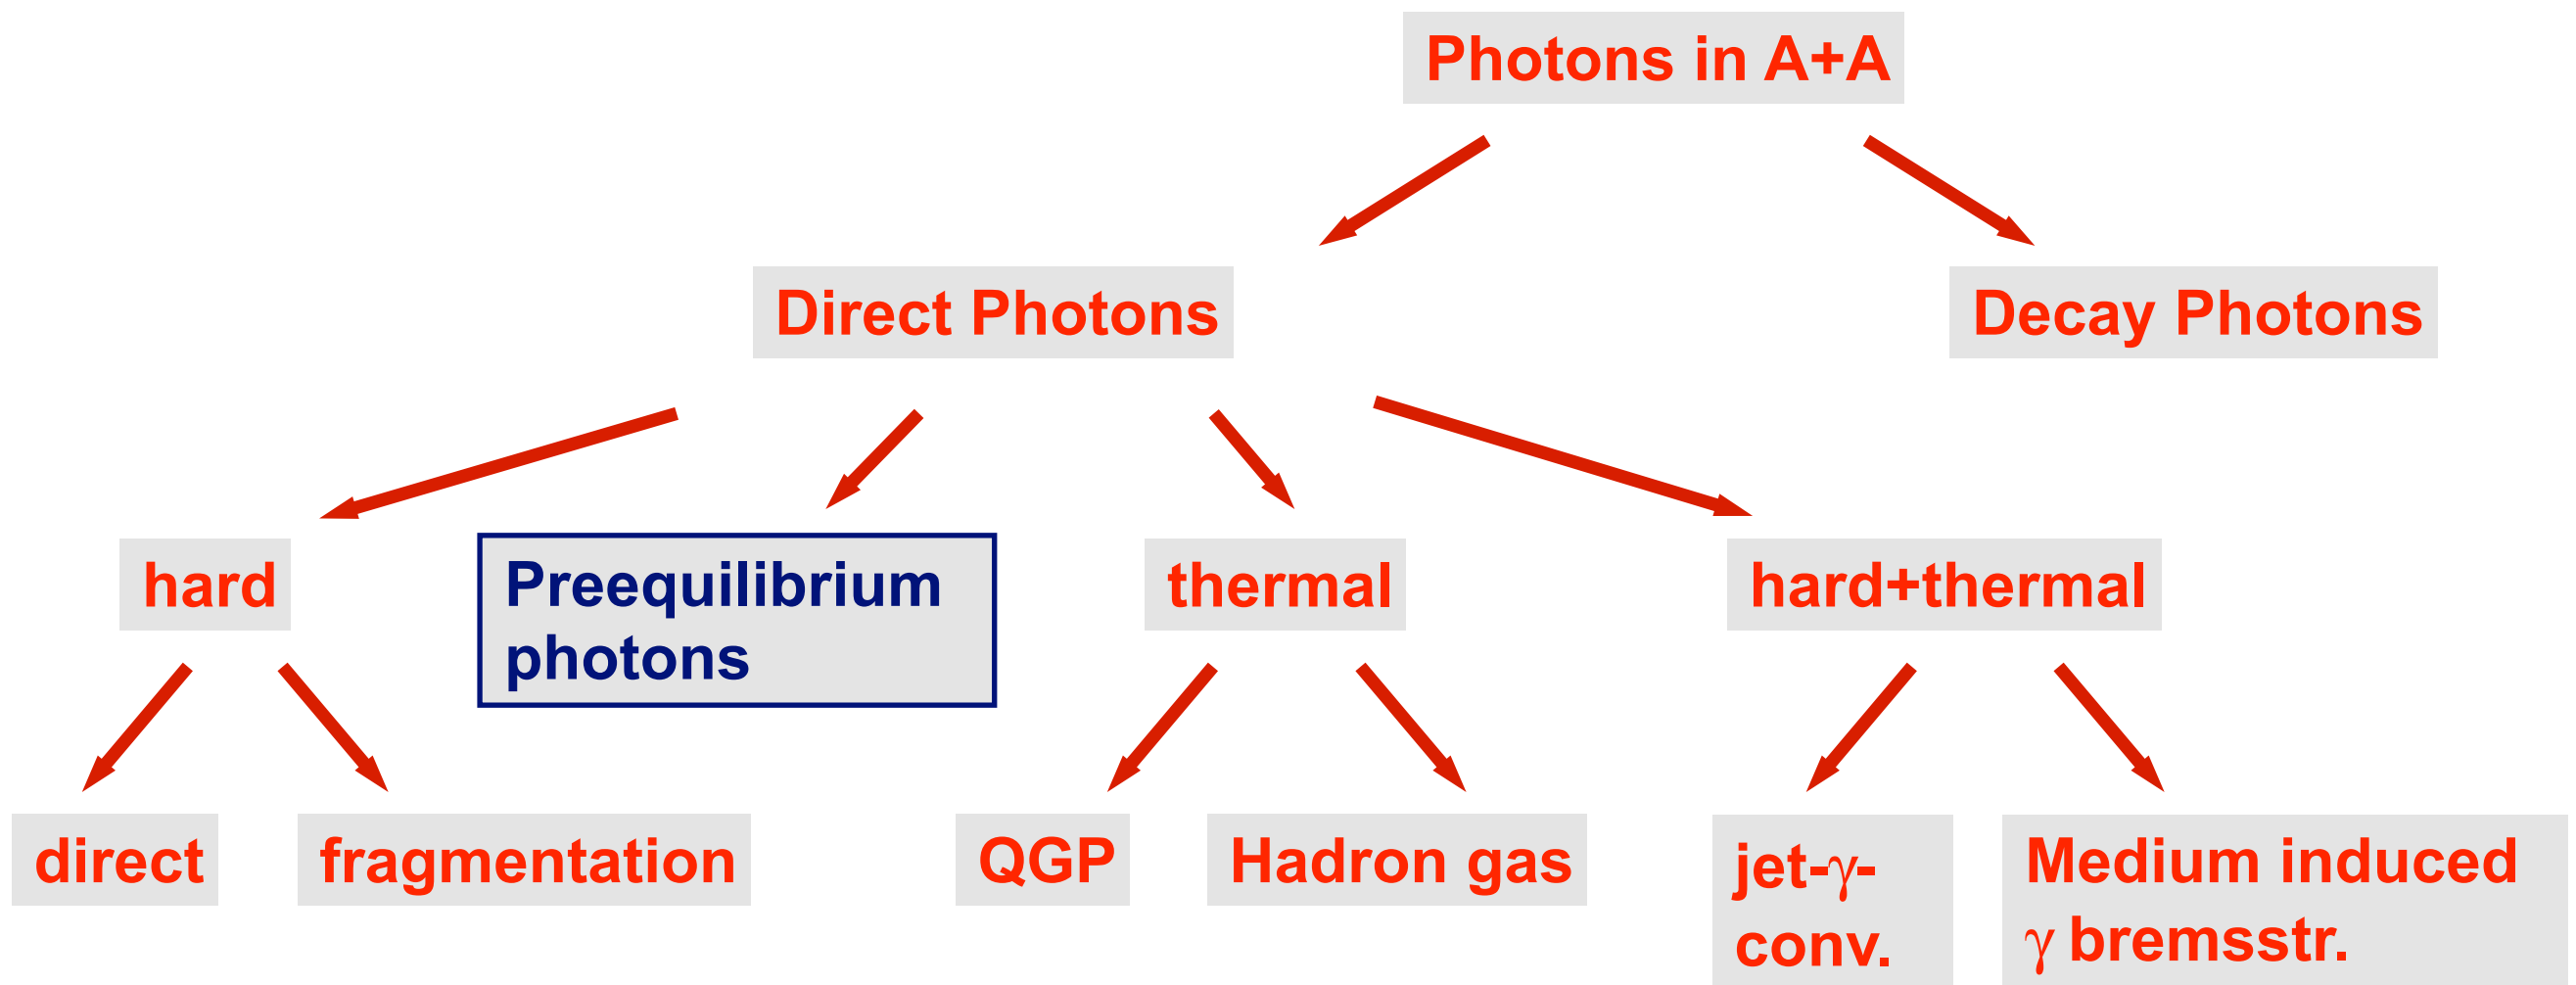 Photons in A+A
Direct Photons
Decay Photons
hard
Preequilibrium
photons
thermal
hard+thermal
direct
fragmentation
QGP
Hadron gas
jet-γ-
conv.
Medium induced
γ bremsstr.